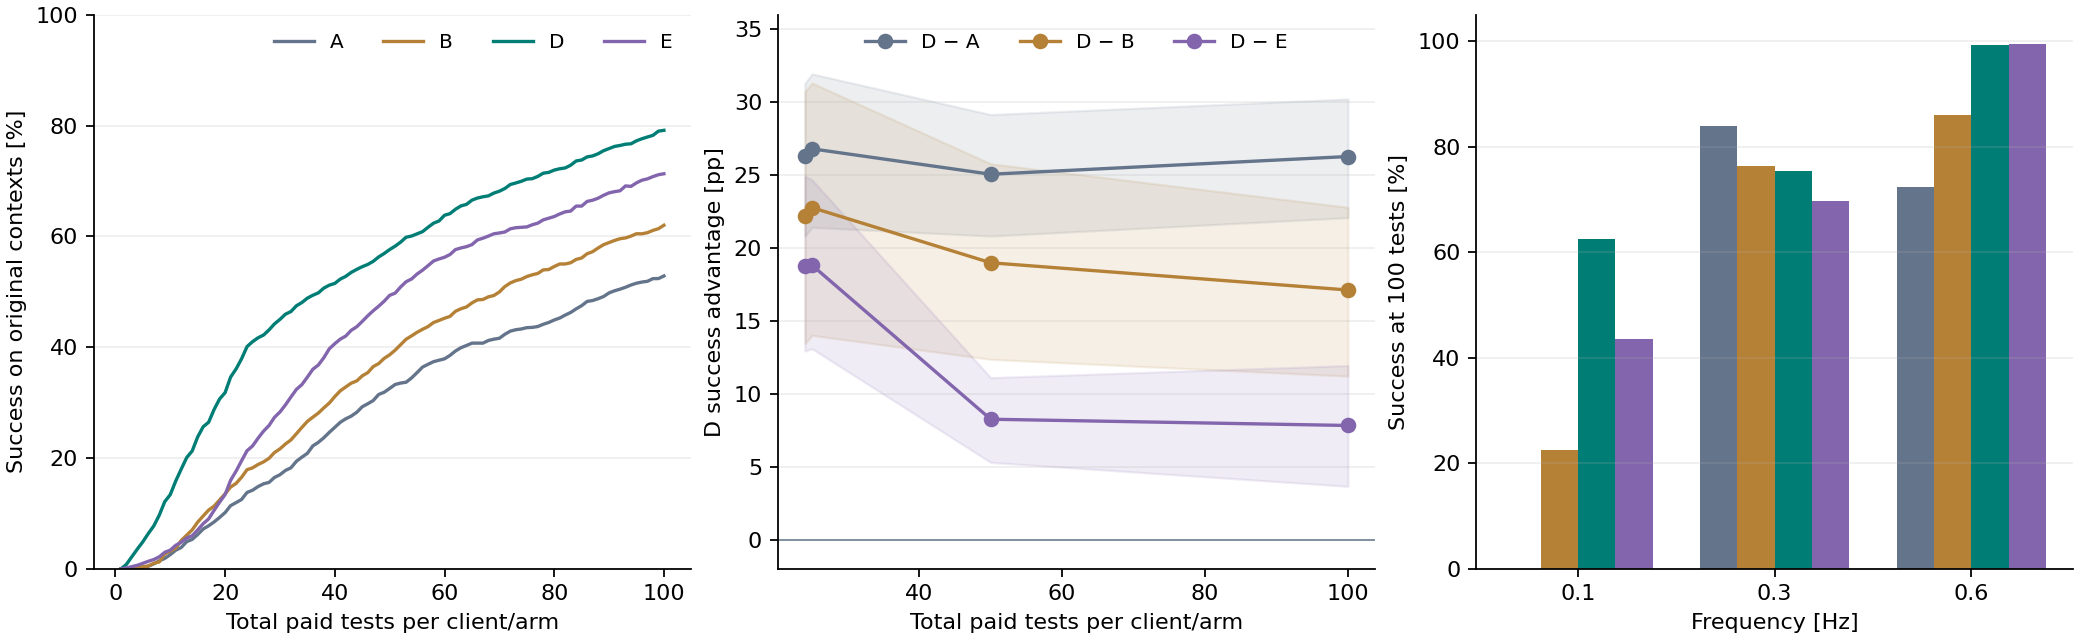 Success on original contexts [%]
100
80
60
40
20
0
A B D E
0 20 40 60 80 100
Total paid tests per client/arm
D success advantage [pp]
35
30
25
20
15
10
5
0
D − A D − B D − E
40 60 80 100
Total paid tests per client/arm
Success at 100 tests [%]
100
80
60
40
20
0
0.1 0.3 0.6
Frequency [Hz]